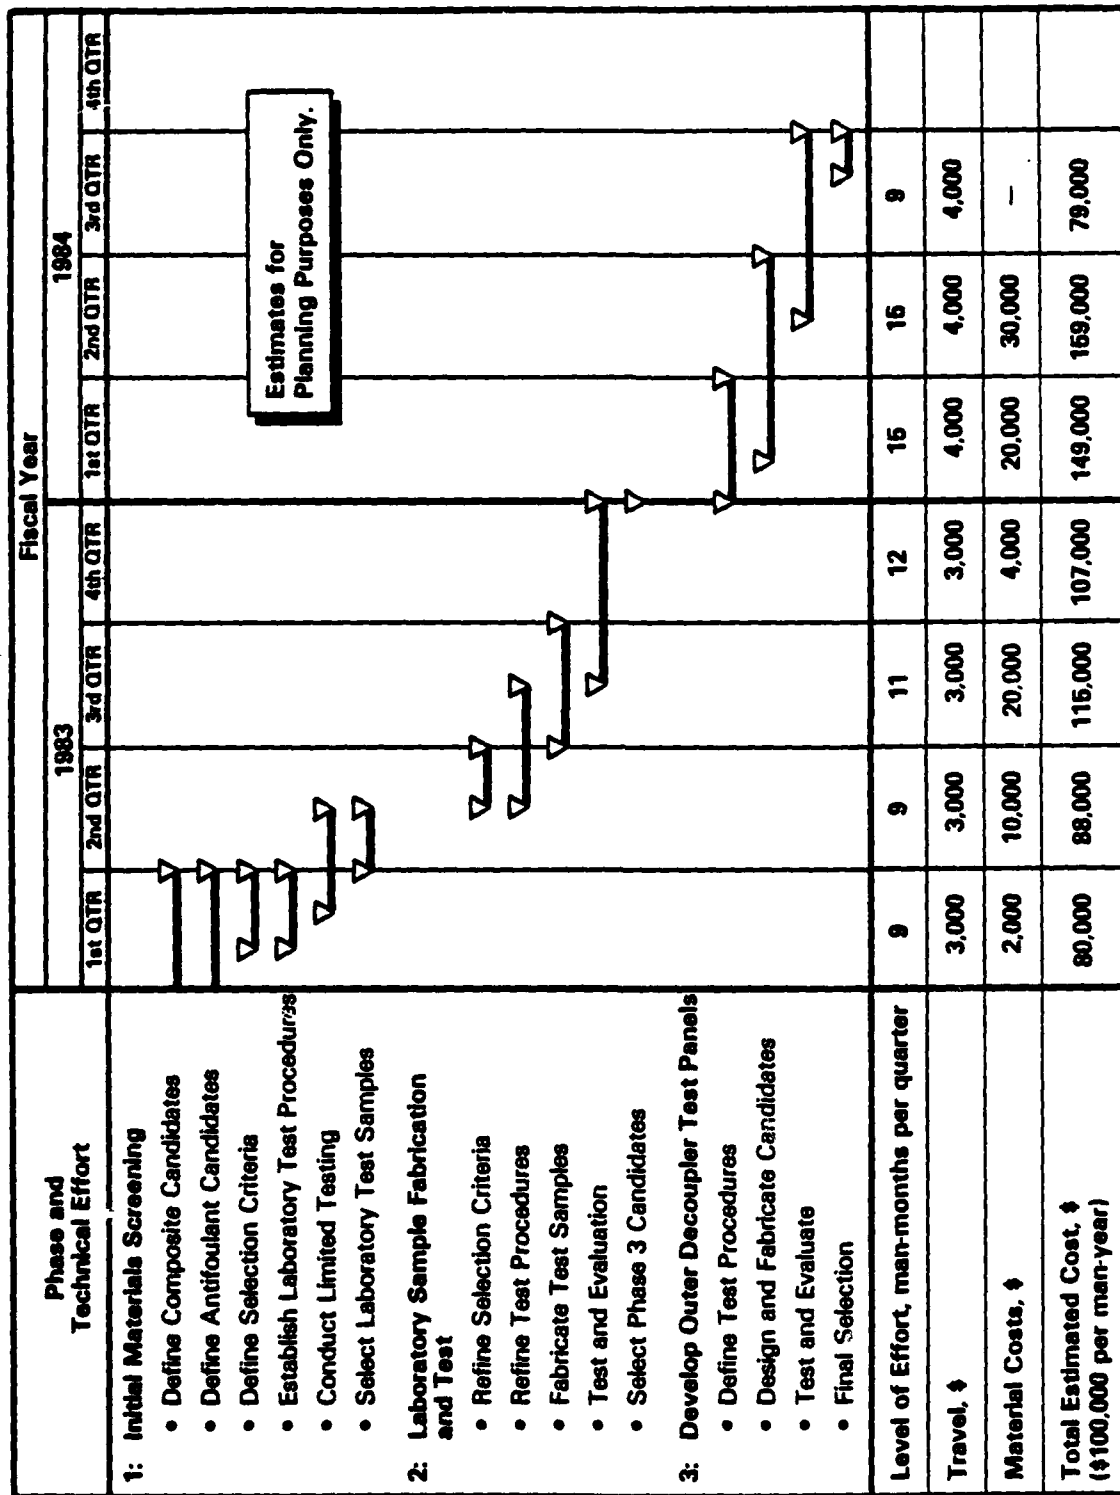 Phase and
Technical Effort
Fiscal Year
1983
1984
1st QTR
2nd QTR
3rd QTR
4th QTR
1st QTR
2nd QTR
3rd QTR
4th QTR
1: Initial Materials Screening
• Define Composite Candidates
• Define Antifoulant Candidates
• Define Selection Criteria
• Establish Laboratory Test Procedures
• Conduct Limited Testing
• Select Laboratory Test Samples
Estimates for
Planning Purposes Only.
2: Laboratory Sample Fabrication
and Test
• Refine Selection Criteria
• Refine Test Procedures
• Fabricate Test Samples
• Test and Evaluation
• Select Phase 3 Candidates
3: Develop Outer Decoupler Test Panels
• Define Test Procedures
• Design and Fabricate Candidates
• Test and Evaluate
• Final Selection
Level of Effort, man-months per quarter 9 9 11 12 15 15 9
Travel, $ 3,000 3,000 3,000 3,000 4,000 4,000 4,000
Material Costs, $ 2,000 10,000 20,000 4,000 20,000 30,000 —
Total Estimated Cost, $ 80,000 88,000 115,000 107,000 149,000 159,000 79,000
($100,000 per man-year)